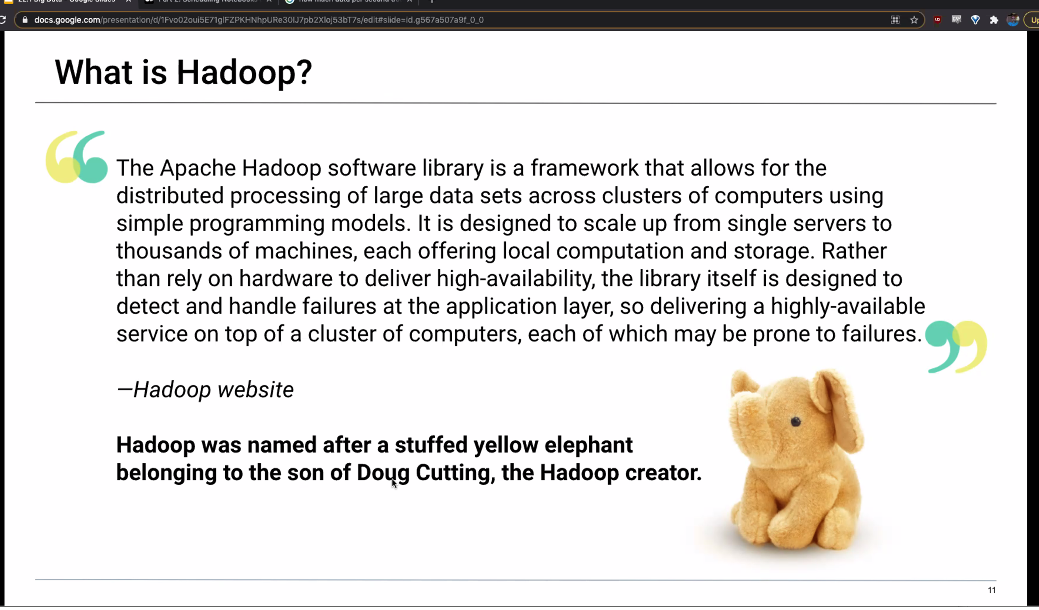 docs.google.com/presentation/d/1Fvo02oui5E71glFZPKHNhpURe30IJ7pb2XIoj53bT7s/edit#slide=id.g567a507a9f_0_0
What is Hadoop?
“
The Apache Hadoop software library is a framework that allows for the
distributed processing of large data sets across clusters of computers using
simple programming models. It is designed to scale up from single servers to
thousands of machines, each offering local computation and storage. Rather
than rely on hardware to deliver high-availability, the library itself is designed to
detect and handle failures at the application layer, so delivering a highly-available
service on top of a cluster of computers, each of which may be prone to failures.
”
—Hadoop website
Hadoop was named after a stuffed yellow elephant
belonging to the son of Doug Cutting, the Hadoop creator.
11